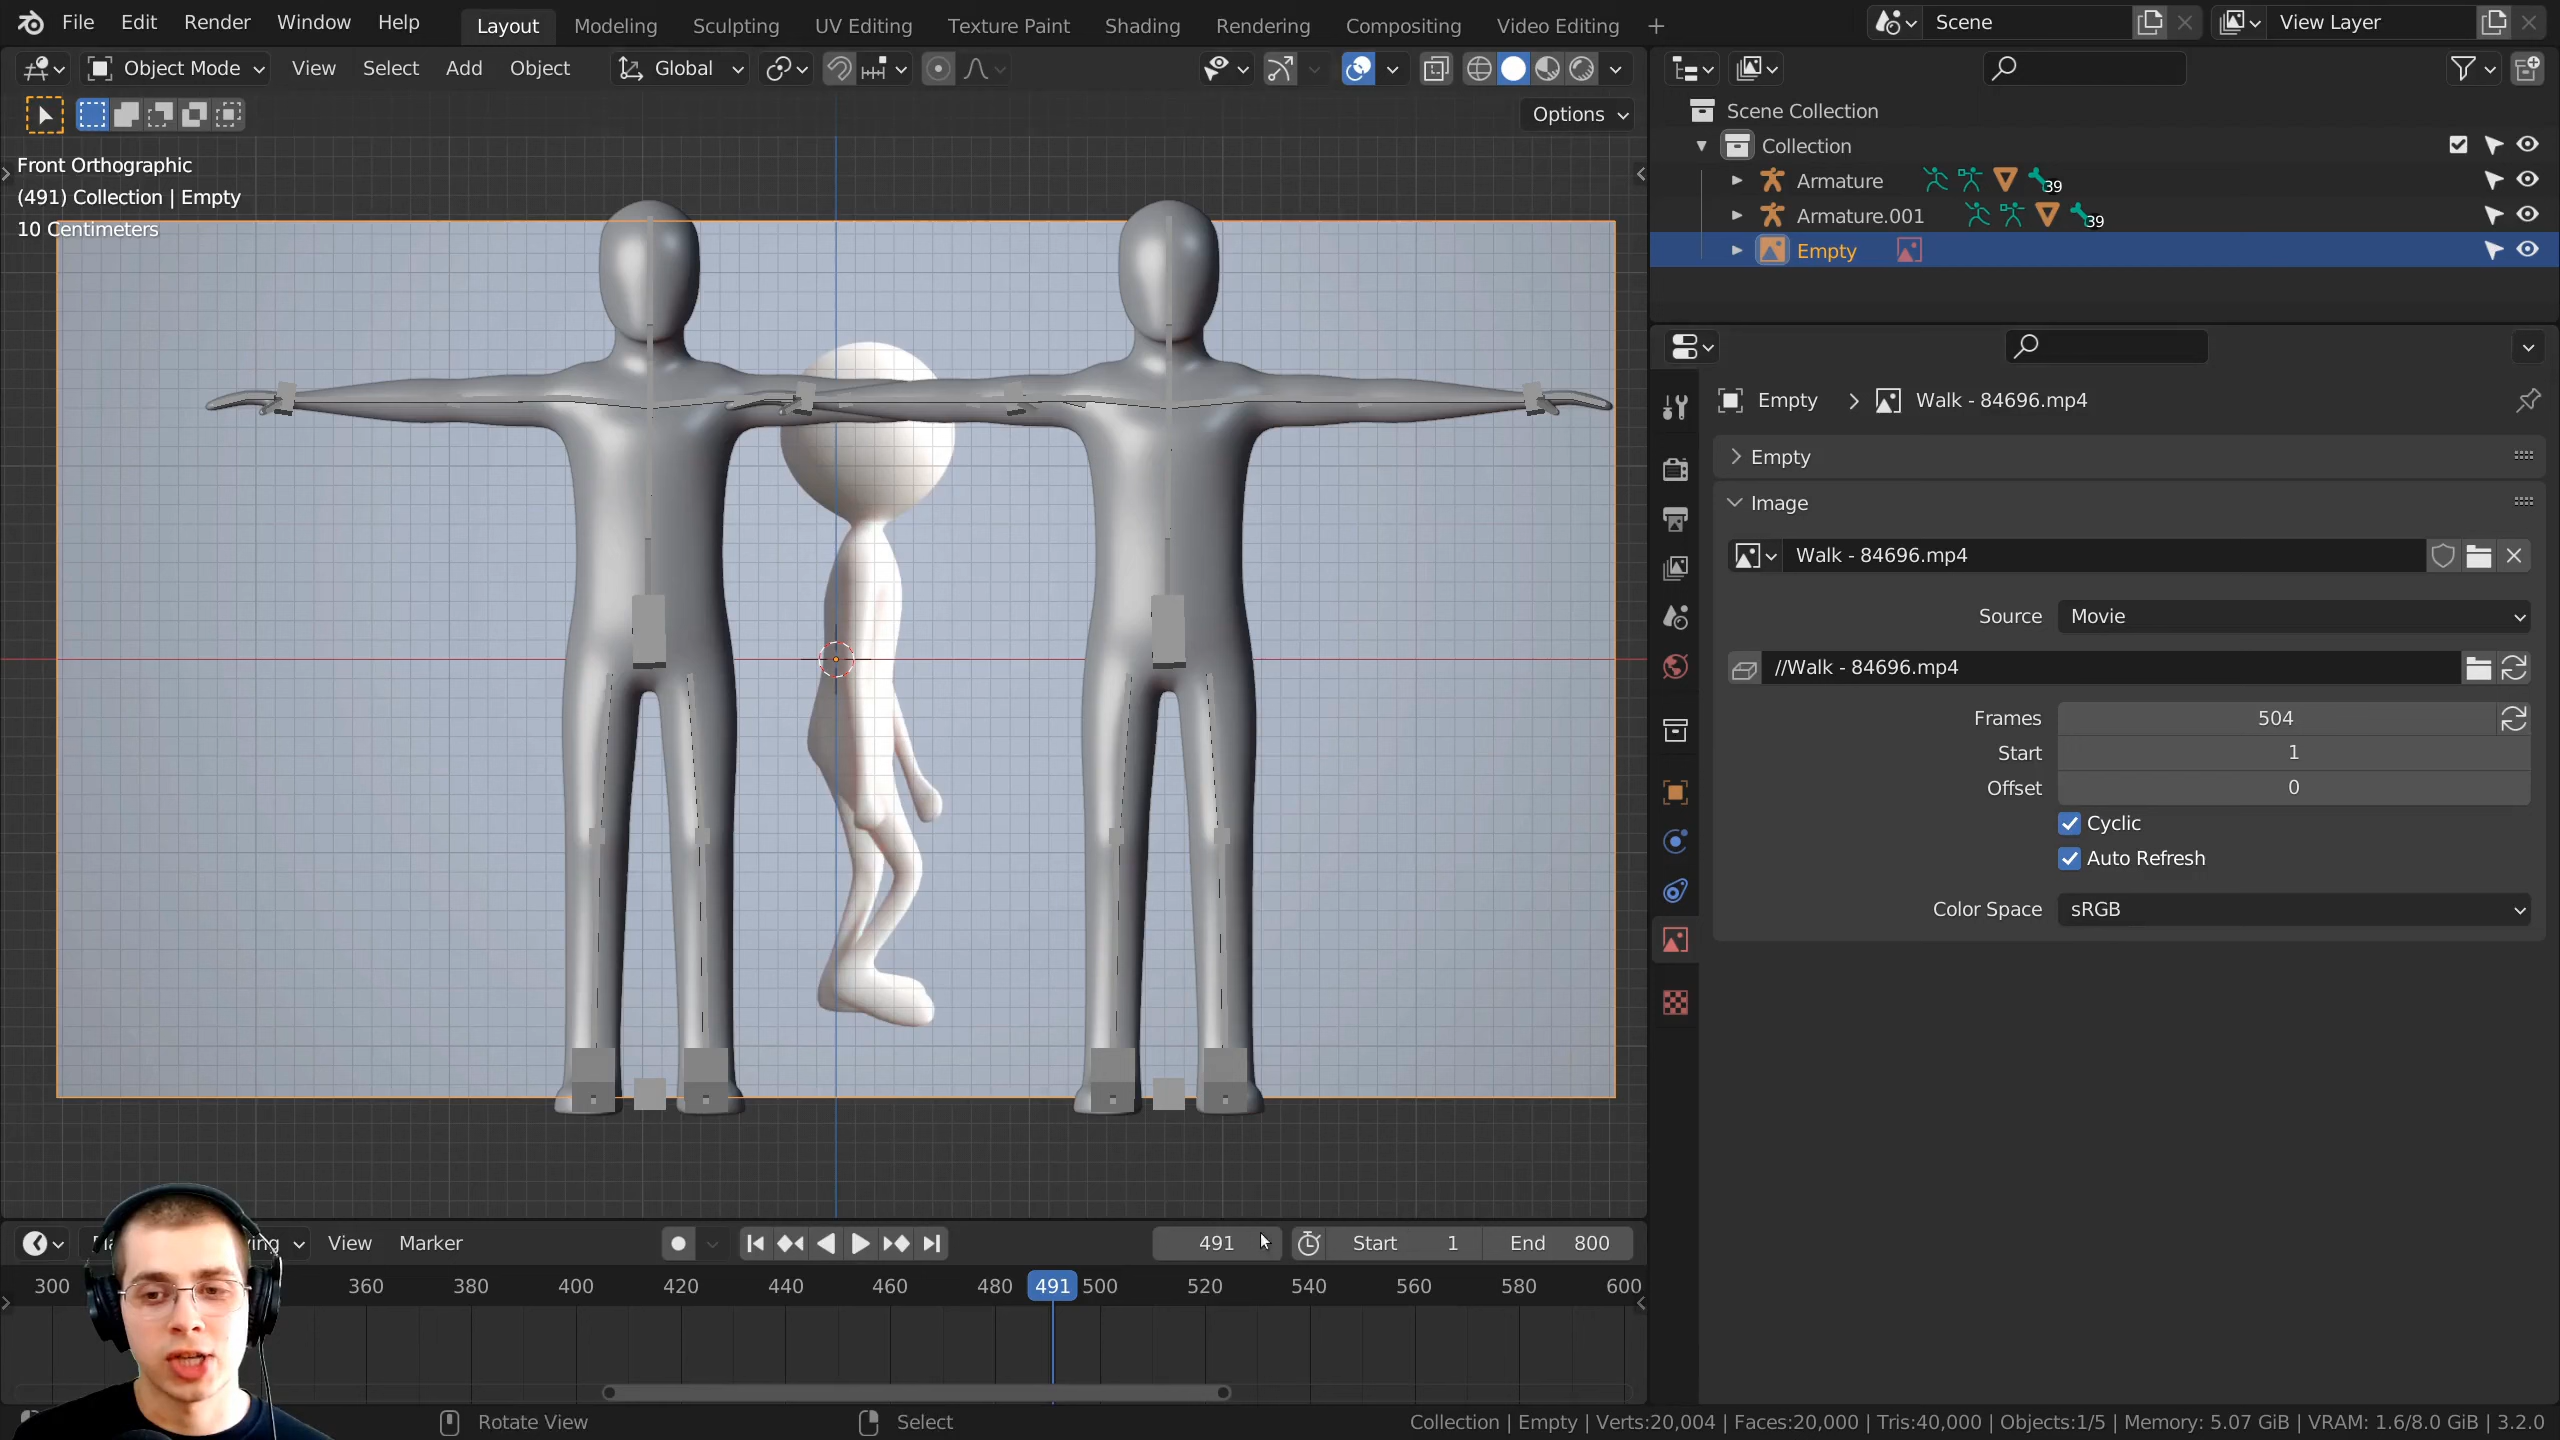 File Edit Render Window Help Layout Modeling Sculpting UV Editing Texture Paint Shading Rendering Compositing Video Editing + Scene View Layer
Object Mode View Select Add Object Global
Options
Front Orthographic
(491) Collection | Empty
10 Centimeters
Scene Collection
Collection
Armature 39
Armature.001 39
Empty
Empty > Walk - 84696.mp4
Empty
Image
Walk - 84696.mp4
Source Movie
//Walk - 84696.mp4
Frames 504
Start 1
Offset 0
Cyclic
Auto Refresh
Color Space sRGB
View Marker 491 Start 1 End 800
300 360 380 400 420 440 460 480 491 500 520 540 560 580 600
Rotate View Select Collection | Empty | Verts:20,004 | Faces:20,000 | Tris:40,000 | Objects:1/5 | Memory: 5.07 GiB | VRAM: 1.6/8.0 GiB | 3.2.0